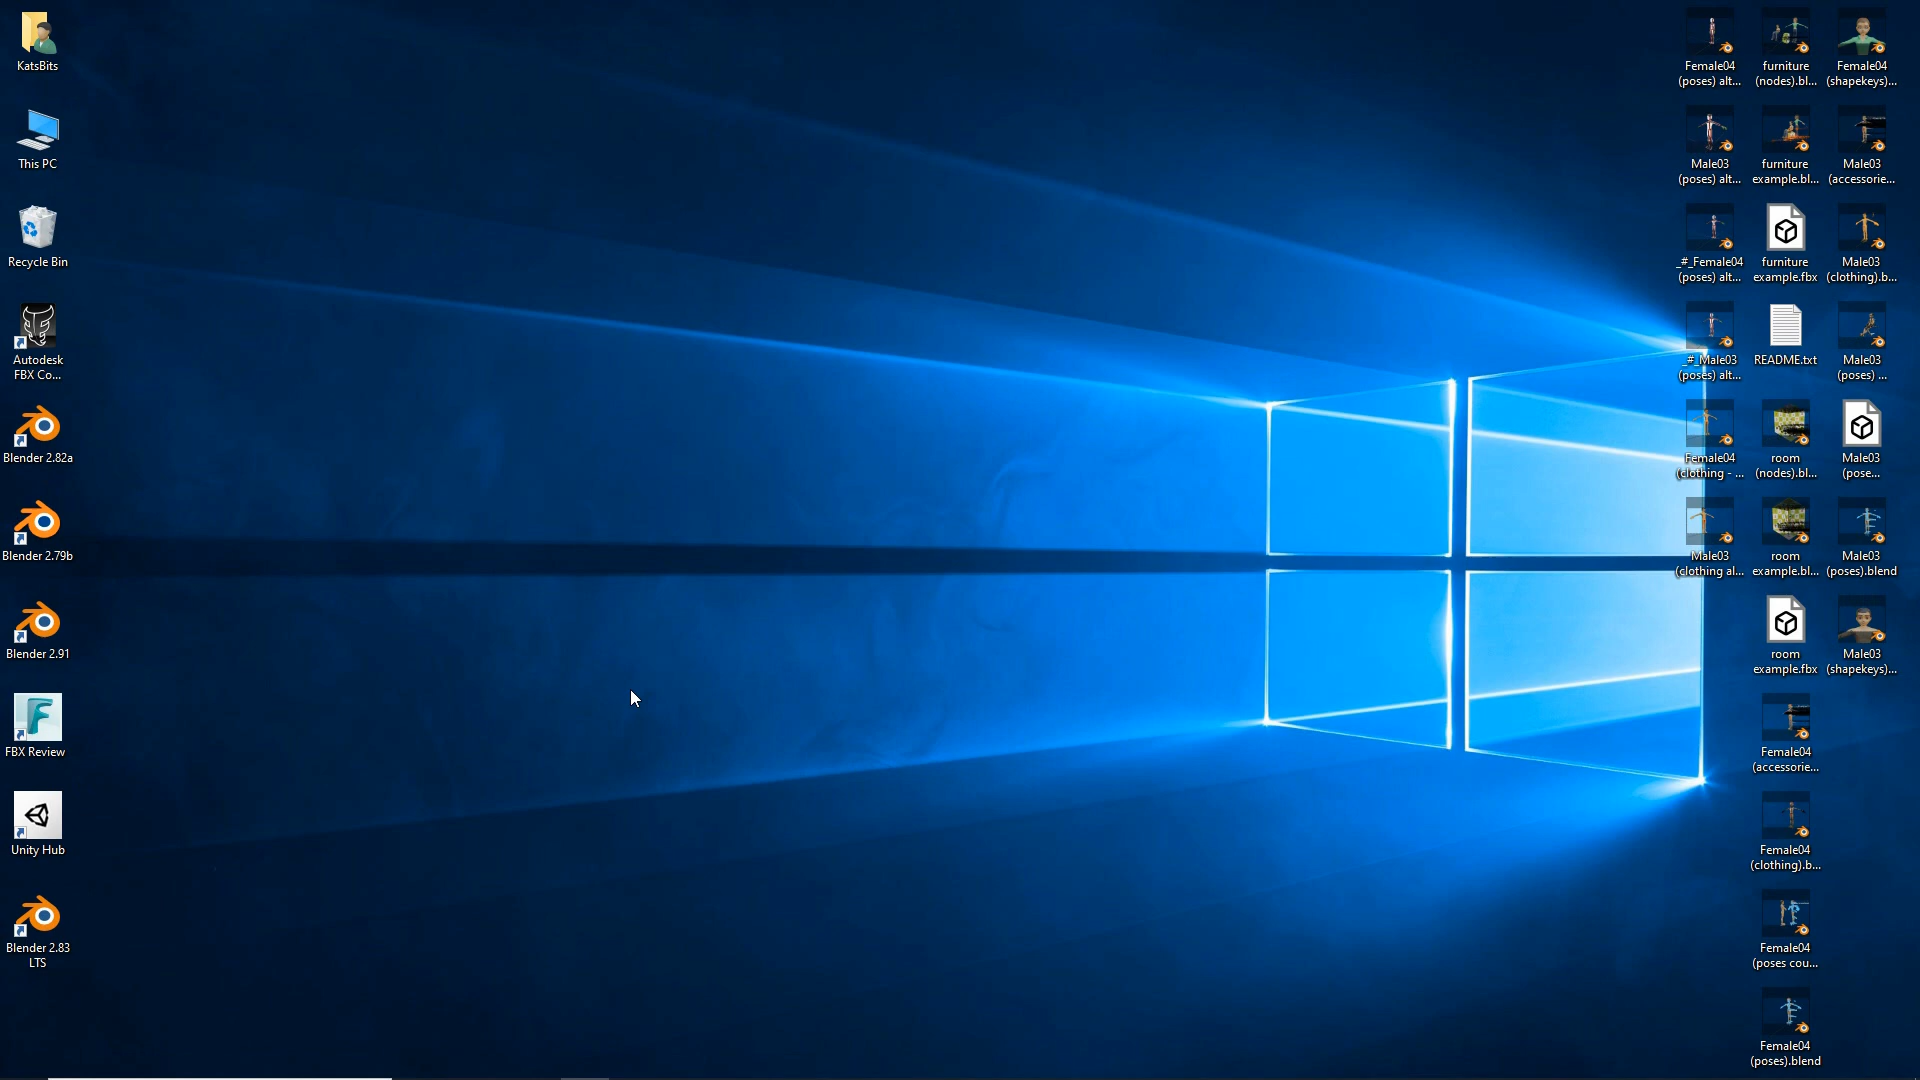 KatsBits
This PC
Recycle Bin
Autodesk
FBX Co...
Blender 2.82a
Blender 2.79b
Blender 2.91
FBX Review
Unity Hub
Blender 2.83
LTS
Female04
(poses) alt...
Male03
(poses) alt...
_#_Female04
(poses) alt...
_#_Male03
(poses) alt...
Female04
(clothing - ...
Male03
(clothing al...
furniture
(nodes).bl...
furniture
example.bl...
furniture
example.fbx
README.txt
room
(nodes).bl...
room
example.bl...
room
example.fbx
Female04
(accessorie...
Female04
(clothing).b...
Female04
(poses cou...
Female04
(poses).blend
Female04
(shapekeys)...
Male03
(accessorie...
Male03
(clothing).b...
Male03
(poses) ...
Male03
(pose...
Male03
(poses).blend
Male03
(shapekeys)...